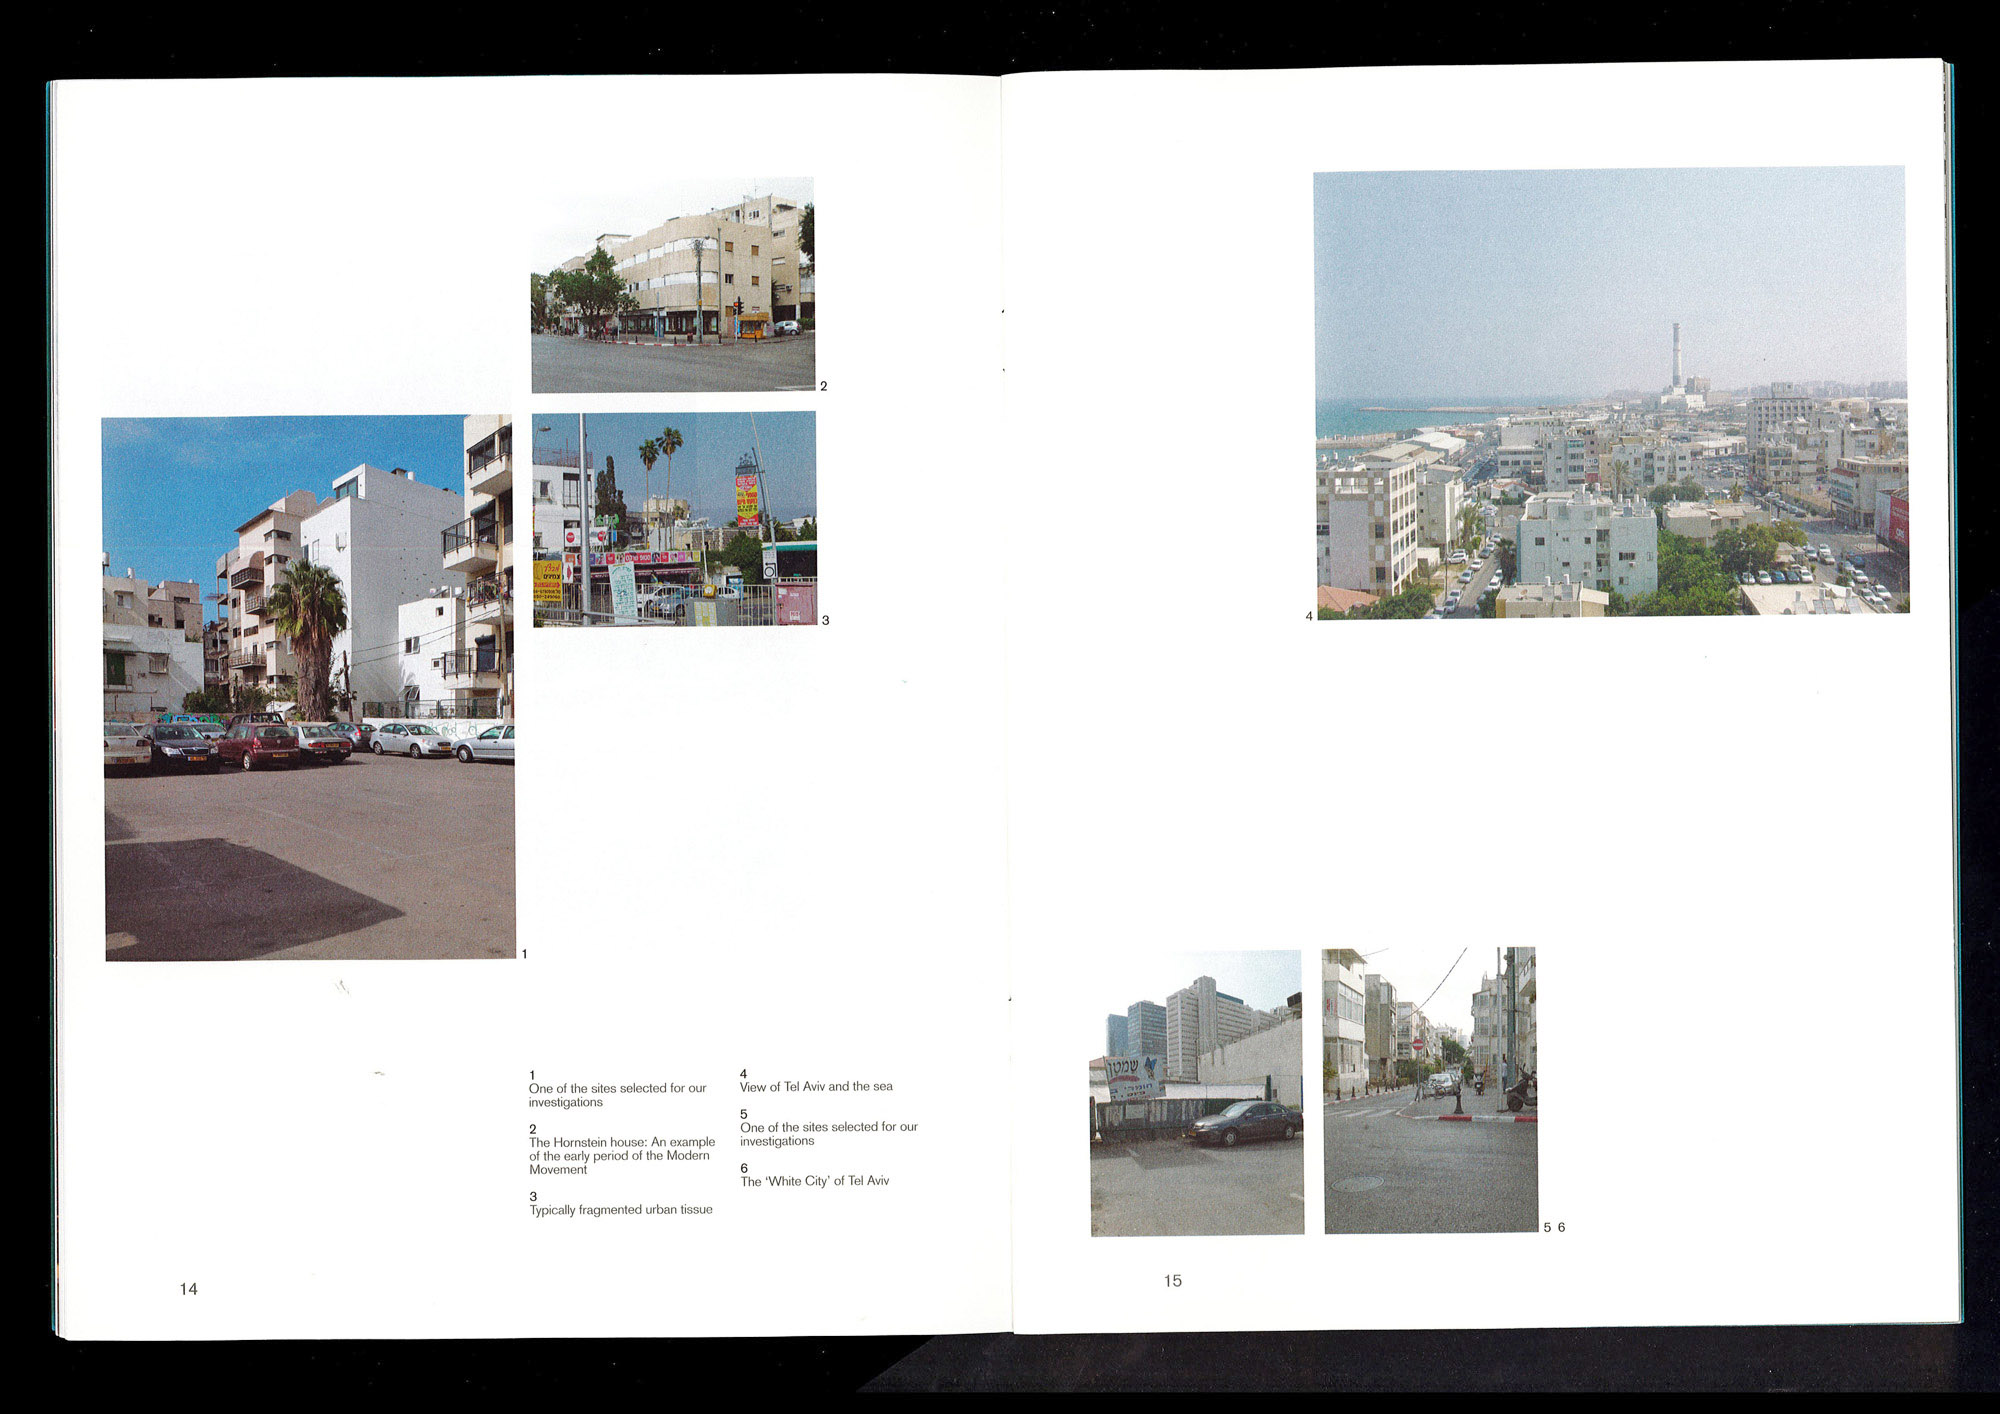 2
3
1
1
One of the sites selected for our
investigations
2
The Hornstein house: An example
of the early period of the Modern
Movement
3
Typically fragmented urban tissue
4
View of Tel Aviv and the sea
5
One of the sites selected for our
investigations
6
The ‘White City’ of Tel Aviv
14
4
שמטן
חומרי
5 6
15